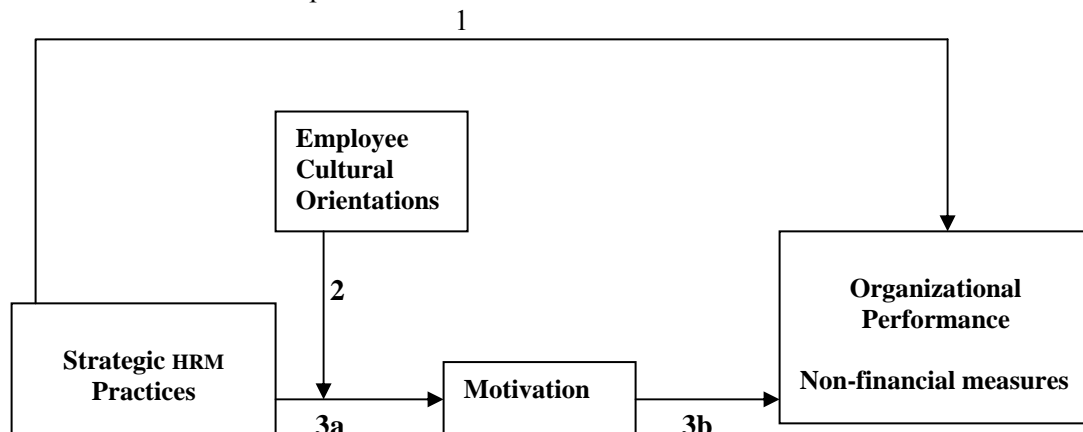 1
Employee
Cultural
Orientations
2
Organizational
Performance
Non-financial measures
Strategic HRM
Practices
Motivation
3a
3b